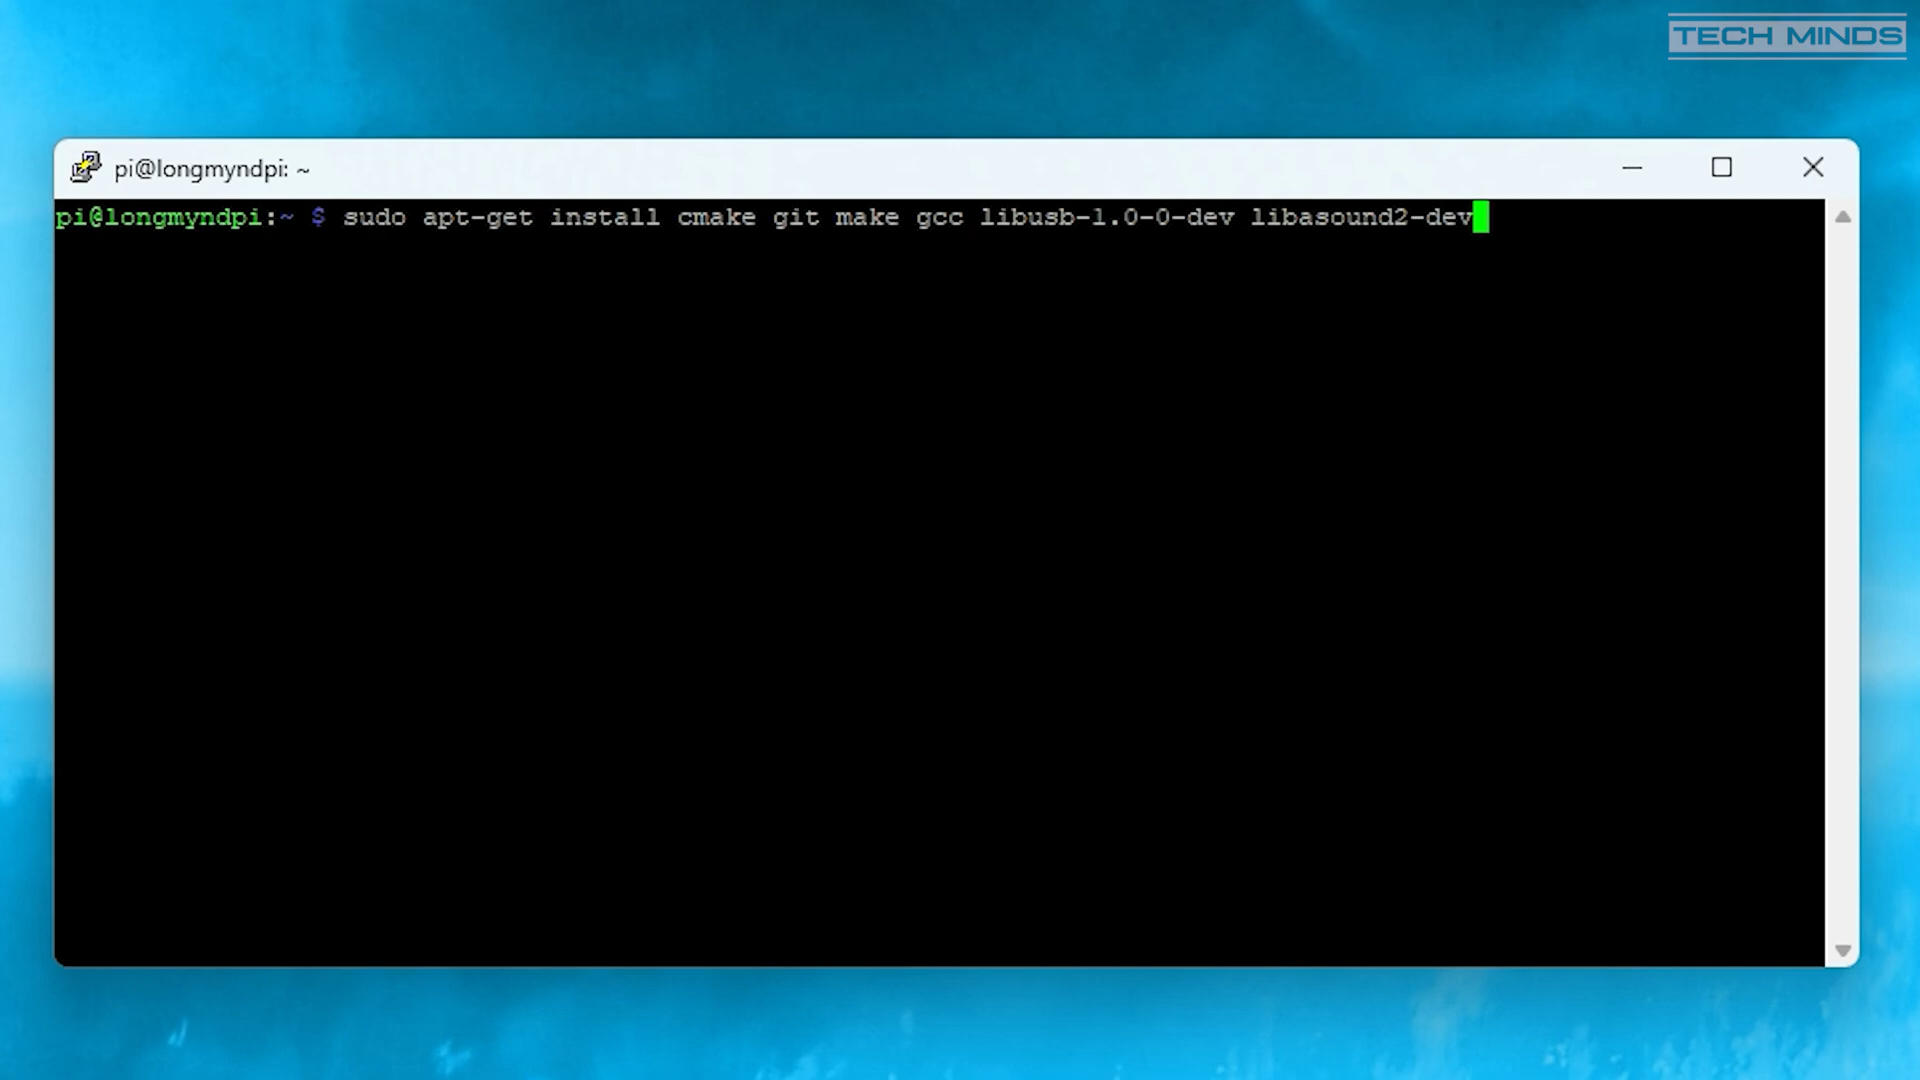 TECH MINDS
pi@longmyndpi: ~
pi@longmyndpi:~ $ sudo apt-get install cmake git make gcc libusb-1.0-0-dev libasound2-dev